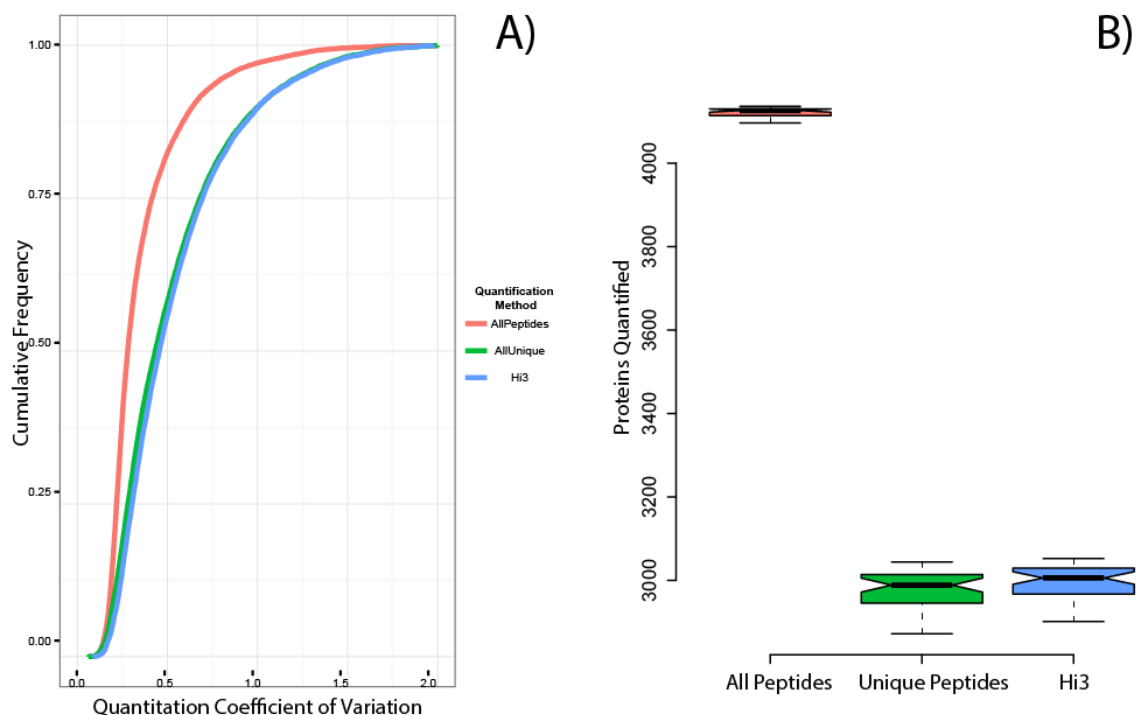 A)
Cumulative Frequency
1.00
0.75
0.50
0.25
0.00
0.0 0.5 1.0 1.5 2.0
Quantitation Coefficient of Variation
Quantification
Method
AllPeptides
AllUnique
Hi3
B)
Proteins Quantified
4000
3800
3600
3400
3200
3000
All Peptides Unique Peptides Hi3